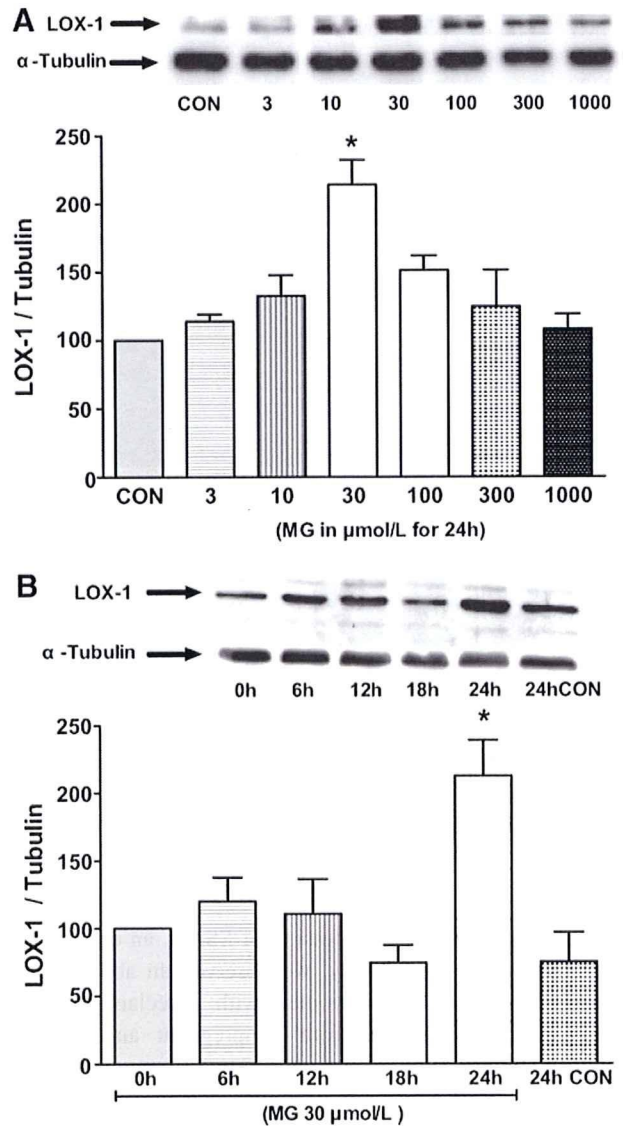 A LOX-1
α-Tubulin
CON 3 10 30 100 300 1000
250
*
200
150
100
50
0
LOX-1 / Tubulin
CON 3 10 30 100 300 1000
(MG in µmol/L for 24h)
B LOX-1
α -Tubulin
0h 6h 12h 18h 24h 24hCON
250
*
200
150
100
50
0
LOX-1 / Tubulin
0h 6h 12h 18h 24h 24h CON
(MG 30 µmol/L )